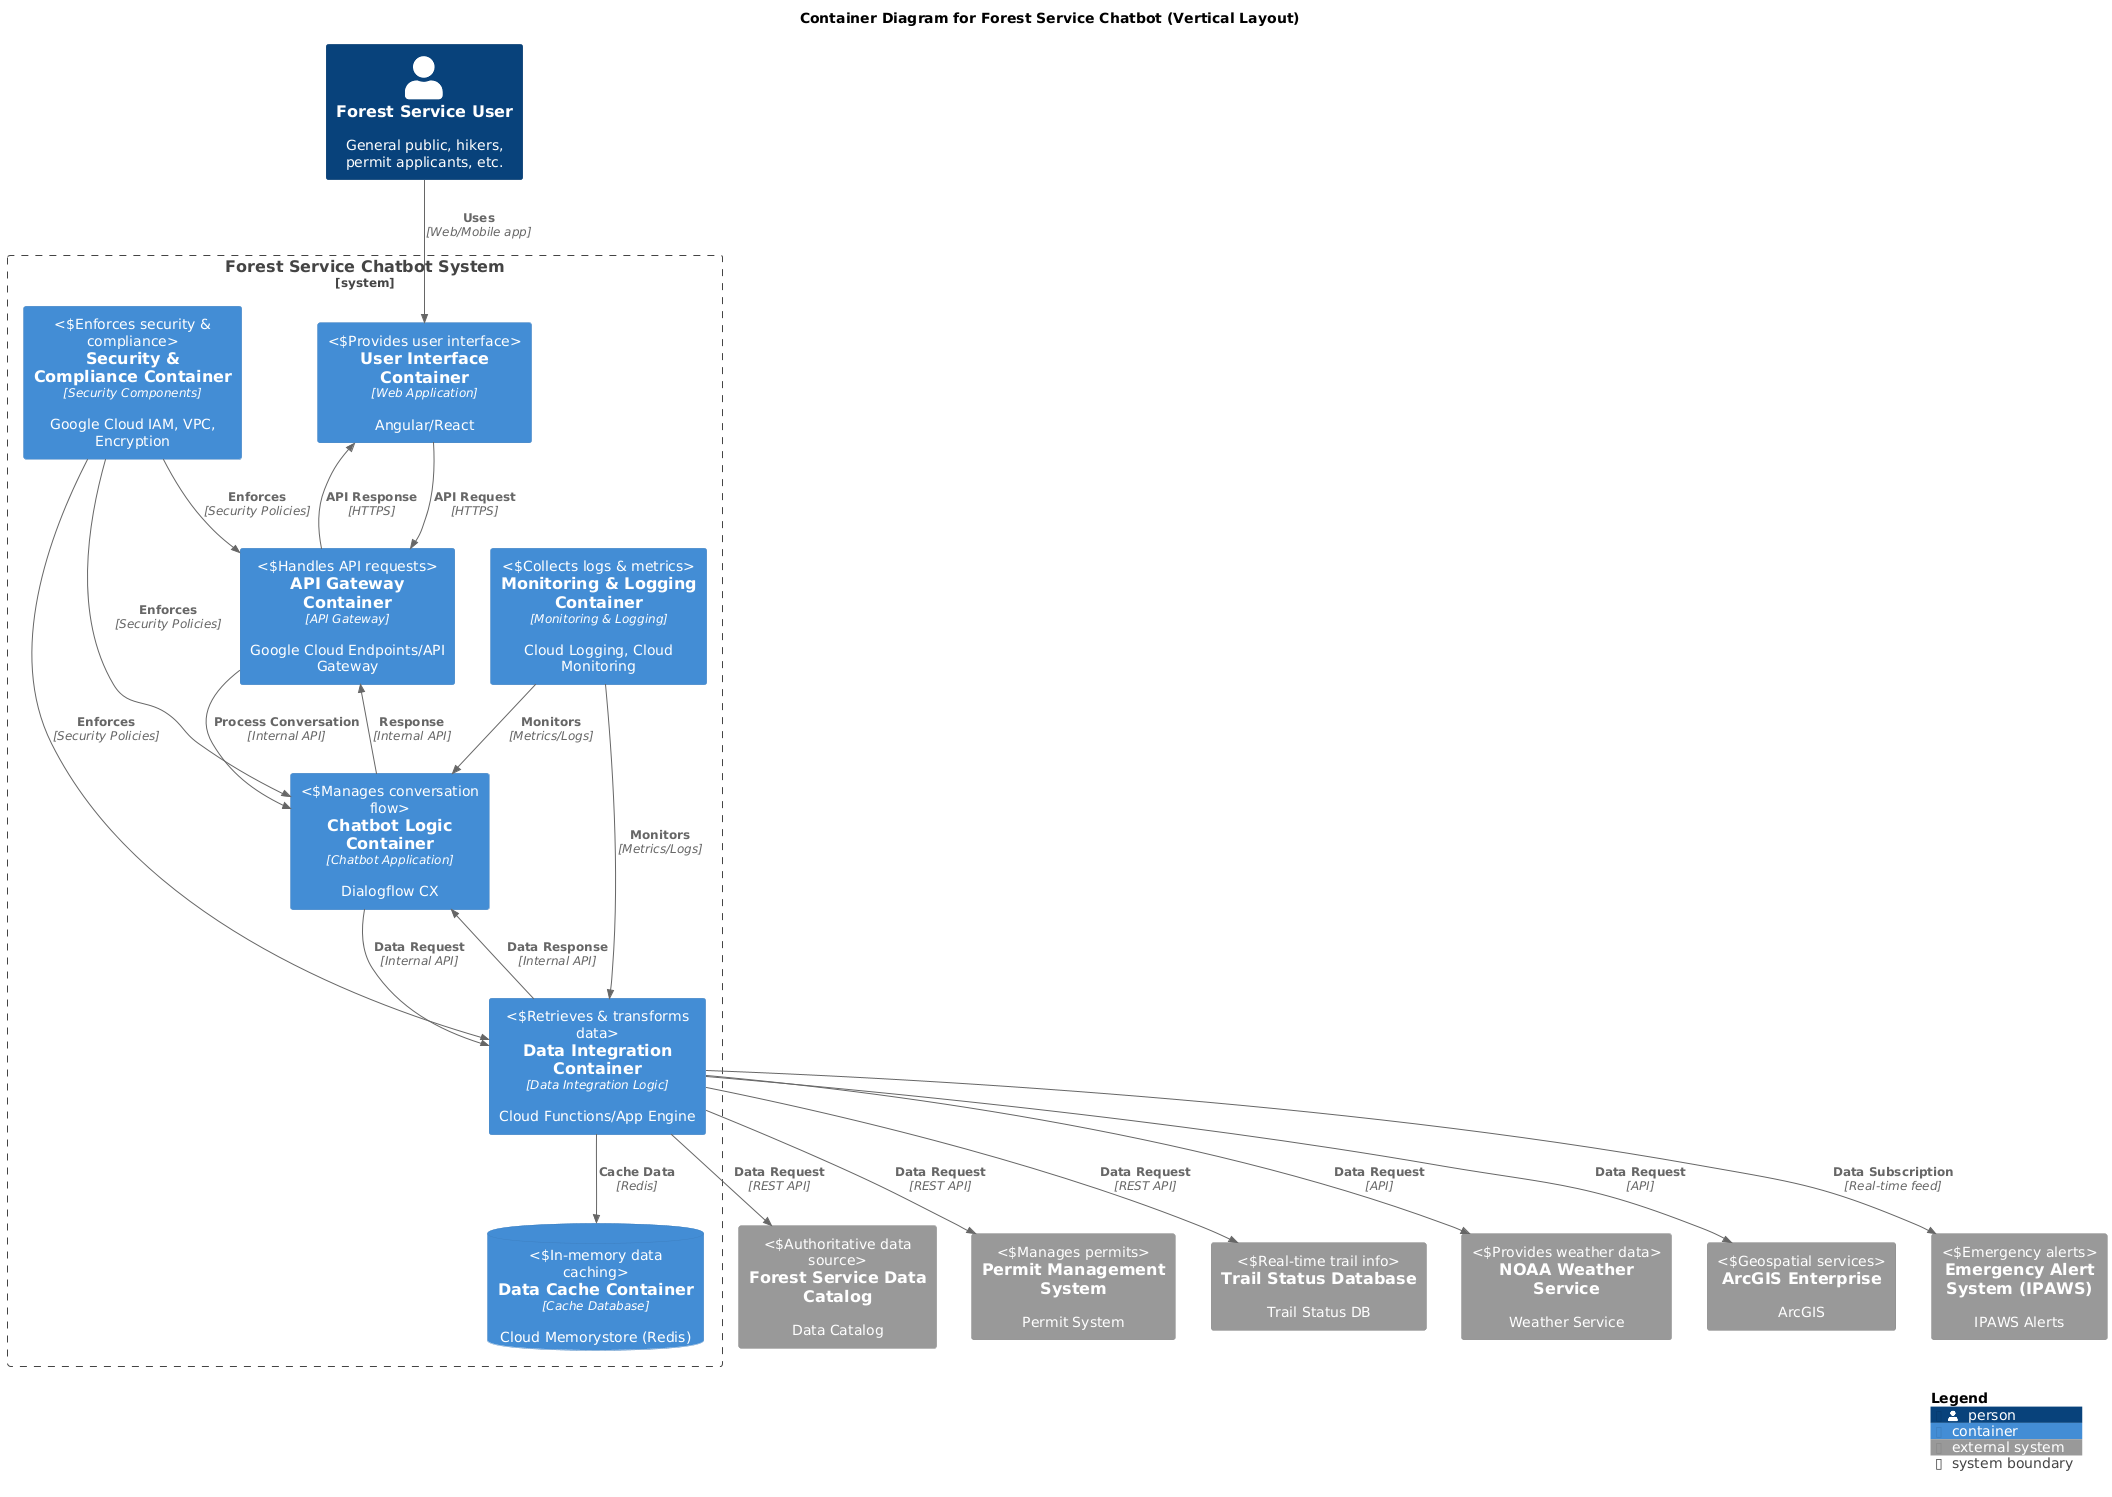 Container Diagram for Forest Service Chatbot (Vertical Layout)
Forest Service User
General public, hikers,
permit applicants, etc.
Uses
[Web/Mobile app]
Forest Service Chatbot System
[system]
<$Enforces security &
compliance>
Security &
Compliance Container
[Security Components]
Google Cloud IAM, VPC,
Encryption
<$Provides user interface>
User Interface
Container
[Web Application]
Angular/React
Enforces
[Security Policies]
API Response
[HTTPS]
API Request
[HTTPS]
<$Handles API requests>
API Gateway
Container
[API Gateway]
Google Cloud Endpoints/API
Gateway
<$Collects logs & metrics>
Monitoring & Logging
Container
[Monitoring & Logging]
Cloud Logging, Cloud
Monitoring
Enforces
[Security Policies]
Enforces
[Security Policies]
Process Conversation
[Internal API]
Response
[Internal API]
Monitors
[Metrics/Logs]
<$Manages conversation
flow>
Chatbot Logic
Container
[Chatbot Application]
Dialogflow CX
Monitors
[Metrics/Logs]
Data Request
[Internal API]
Data Response
[Internal API]
<$Retrieves & transforms
data>
Data Integration
Container
[Data Integration Logic]
Cloud Functions/App Engine
Cache Data
[Redis]
Data Request
[REST API]
Data Request
[REST API]
Data Request
[REST API]
Data Request
[API]
Data Request
[API]
Data Subscription
[Real-time feed]
<$In-memory data
caching>
Data Cache Container
[Cache Database]
Cloud Memorystore (Redis)
<$Authoritative data
source>
Forest Service Data
Catalog
Data Catalog
<$Manages permits>
Permit Management
System
Permit System
<$Real-time trail info>
Trail Status Database
Trail Status DB
<$Provides weather data>
NOAA Weather
Service
Weather Service
<$Geospatial services>
ArcGIS Enterprise
ArcGIS
<$Emergency alerts>
Emergency Alert
System (IPAWS)
IPAWS Alerts
Legend
person
container
external system
system boundary